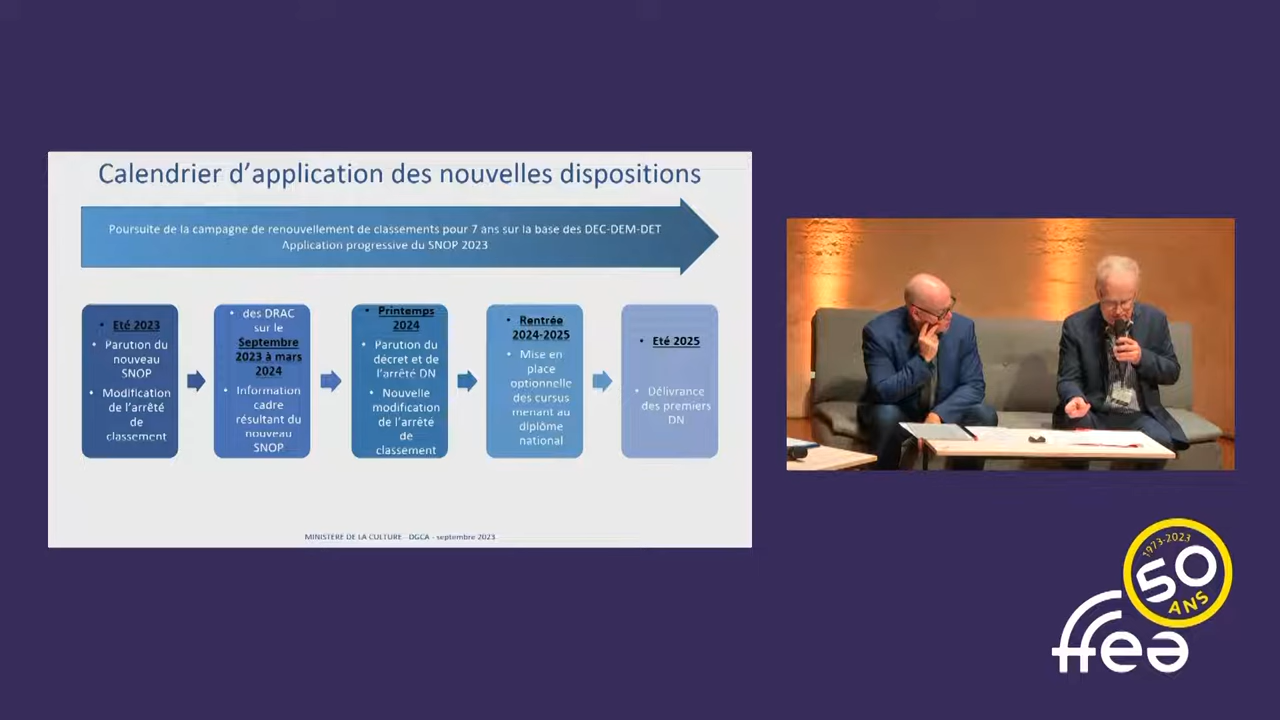 Calendrier d'application des nouvelles dispositions
Poursuite de la campagne de renouvellement de classements pour 7 ans sur la base des DEC-DEM-DET
Application progressive du SNOP 2023
• Eté 2023
• Parution du
nouveau
SNOP
• Modification
de l'arrêté
de
classement
• des DRAC
sur le
Septembre
2023 à mars
2024
• Information
cadre
résultant du
nouveau
SNOP
• Printemps
2024
• Parution du
décret et de
l'arrêté DN
• Nouvelle
modification
de l'arrêté
de
classement
• Rentrée
2024-2025
• Mise en
place
optionnelle
des cursus
menant au
diplôme
national
• Eté 2025
• Délivrance
des premiers
DN
MINISTERE DE LA CULTURE - DGCA - septembre 2023
1973-2023
50
ANS
ffea